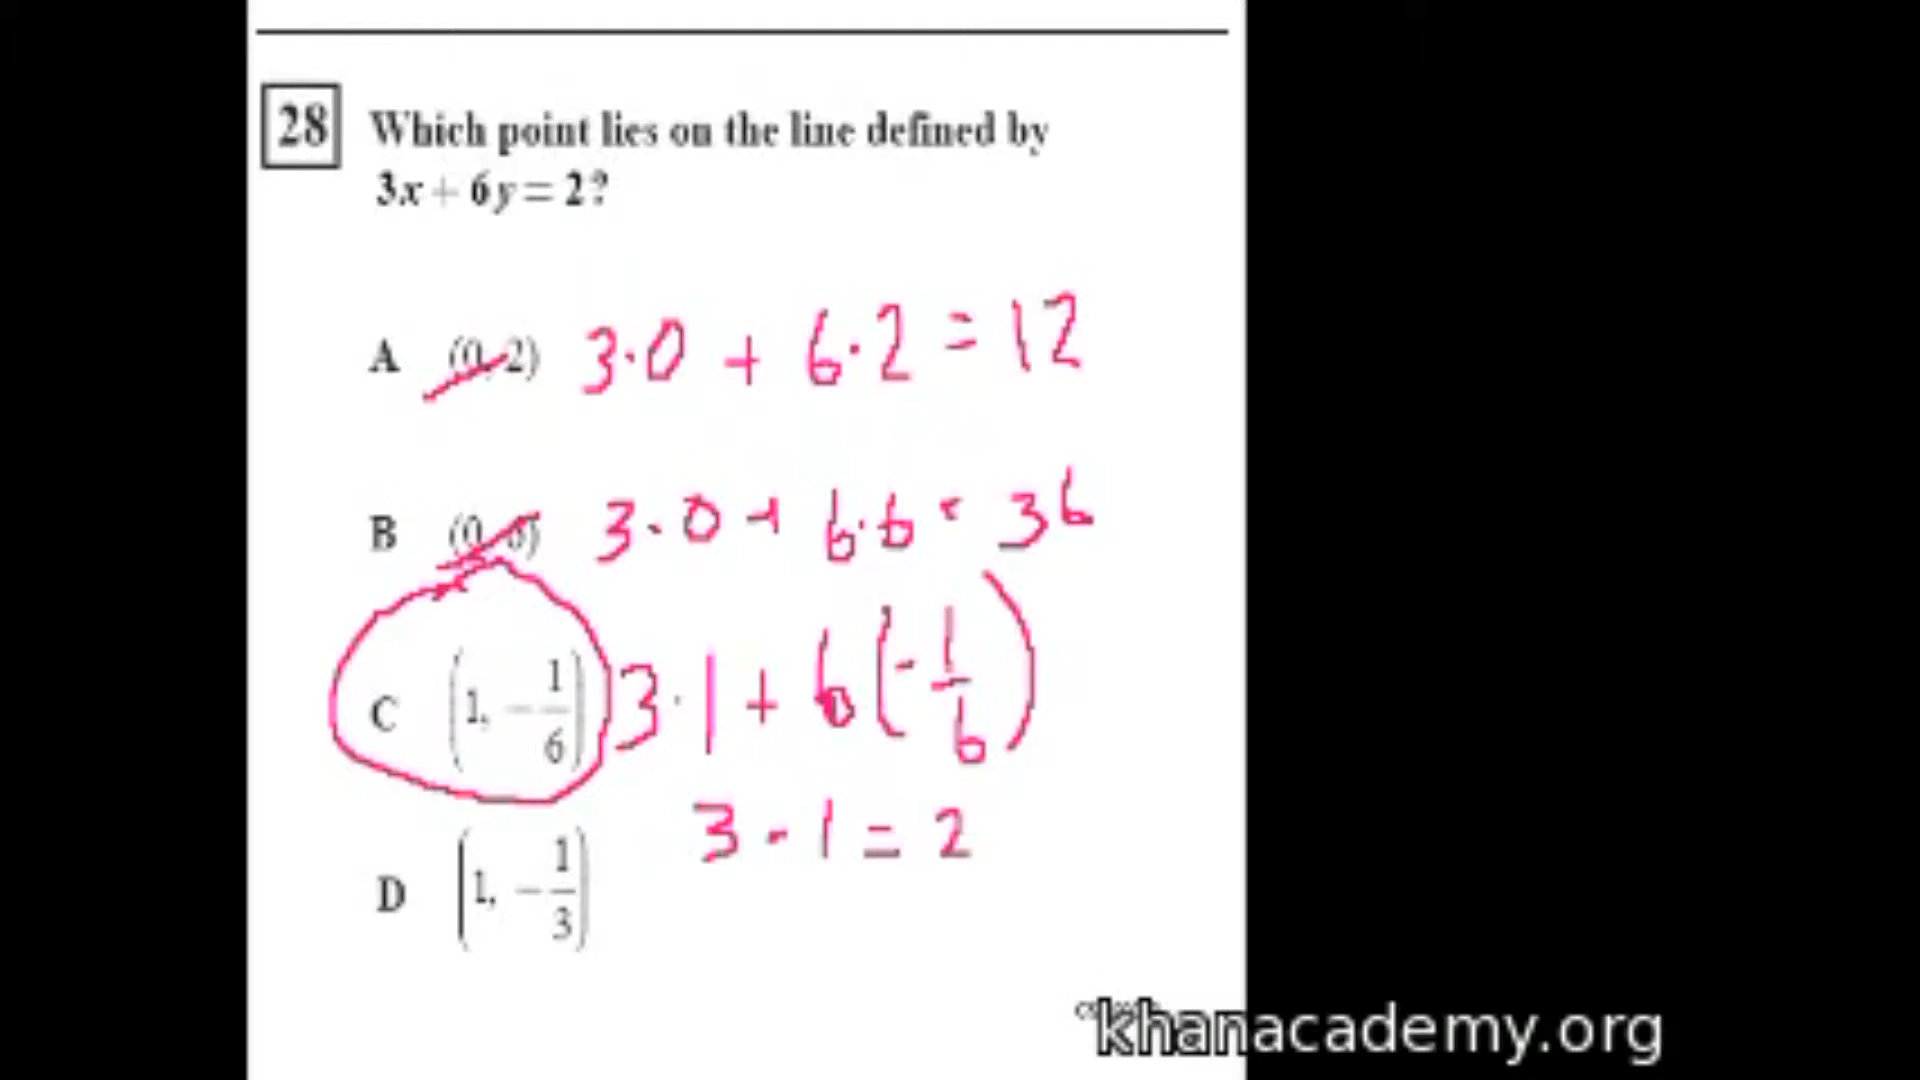 28 Which point lies on the line defined by
3x + 6y = 2?
A (0, 2) 3·0 + 6·2 = 12
B (0, 6) 3·0 + 6·6 = 36
C (1, -1/6) 3·1 + 6(-1/6)
3 - 1 = 2
D (1, -1/3)
khanacademy.org